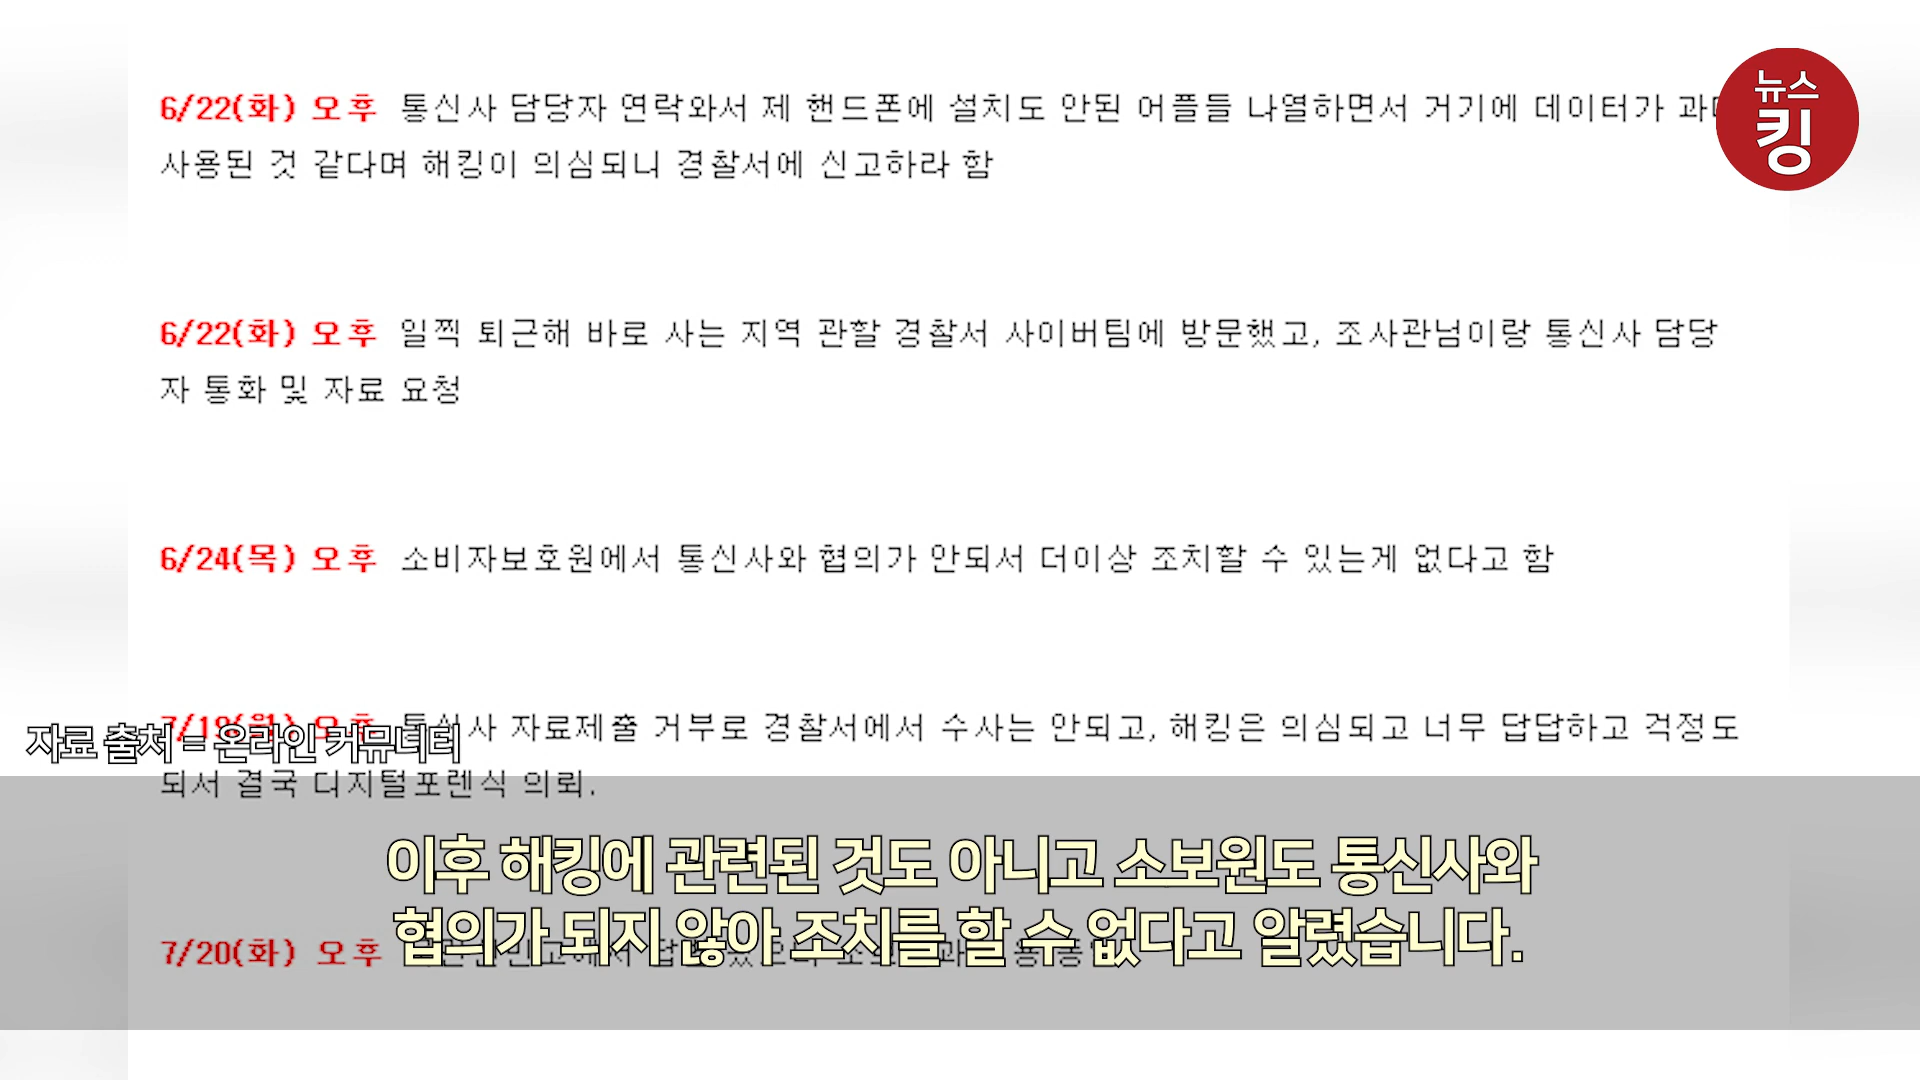 6/22(화) 오후 통신사 담당자 연락와서 제 핸드폰에 설치도 안된 어플들 나열하면서 거기에 데이터가
사용된 것 같다며 해킹이 의심되니 경찰서에 신고하라 함
뉴스
킹
6/22(화) 오후 일찍 퇴근해 바로 사는 지역 관할 경찰서 사이버팀에 방문했고, 조사관님이랑 통신사 담당
자 통화 및 자료 요청
6/24(목) 오후 소비자보호원에서 통신사와 협의가 안되서 더이상 조치할 수 있는게 없다고 함
7/19(월) 오후 통신사 자료제출 거부로 경찰서에서 수사는 안되고, 해킹은 의심되고 너무 답답하고 걱정도
자료 출처 = 온라인 커뮤니티
되서 결국 디지털포렌식 의뢰.
이후 해킹에 관련된 것도 아니고 소보원도 통신사와
협의가 되지 않아 조치를 할 수 없다고 알렸습니다.
7/20(화) 오후